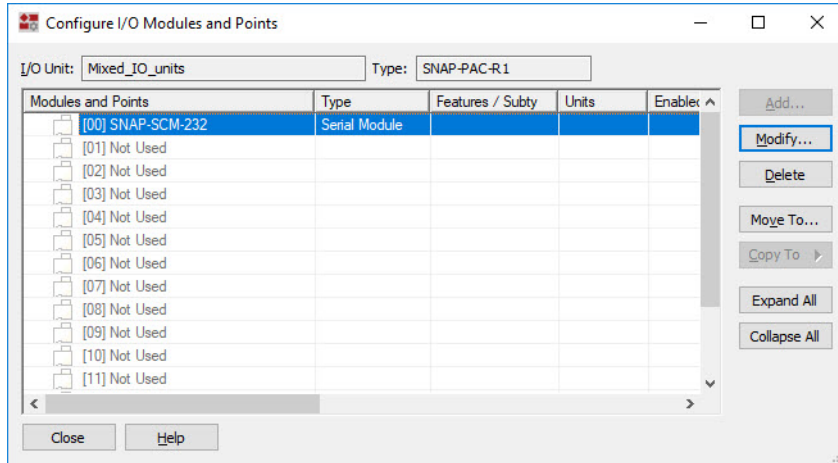 Configure I/O Modules and Points
I/O Unit: Mixed_IO_units Type: SNAP-PAC-R1
Modules and Points Type Features / Subty Units Enabled
Add...
[00] SNAP-SCM-232 Serial Module
Modify...
[01] Not Used
[02] Not Used
Delete
[03] Not Used
[04] Not Used
Move To...
[05] Not Used
[06] Not Used
Copy To
[07] Not Used
[08] Not Used
Expand All
[09] Not Used
Collapse All
[10] Not Used
[11] Not Used
Close Help